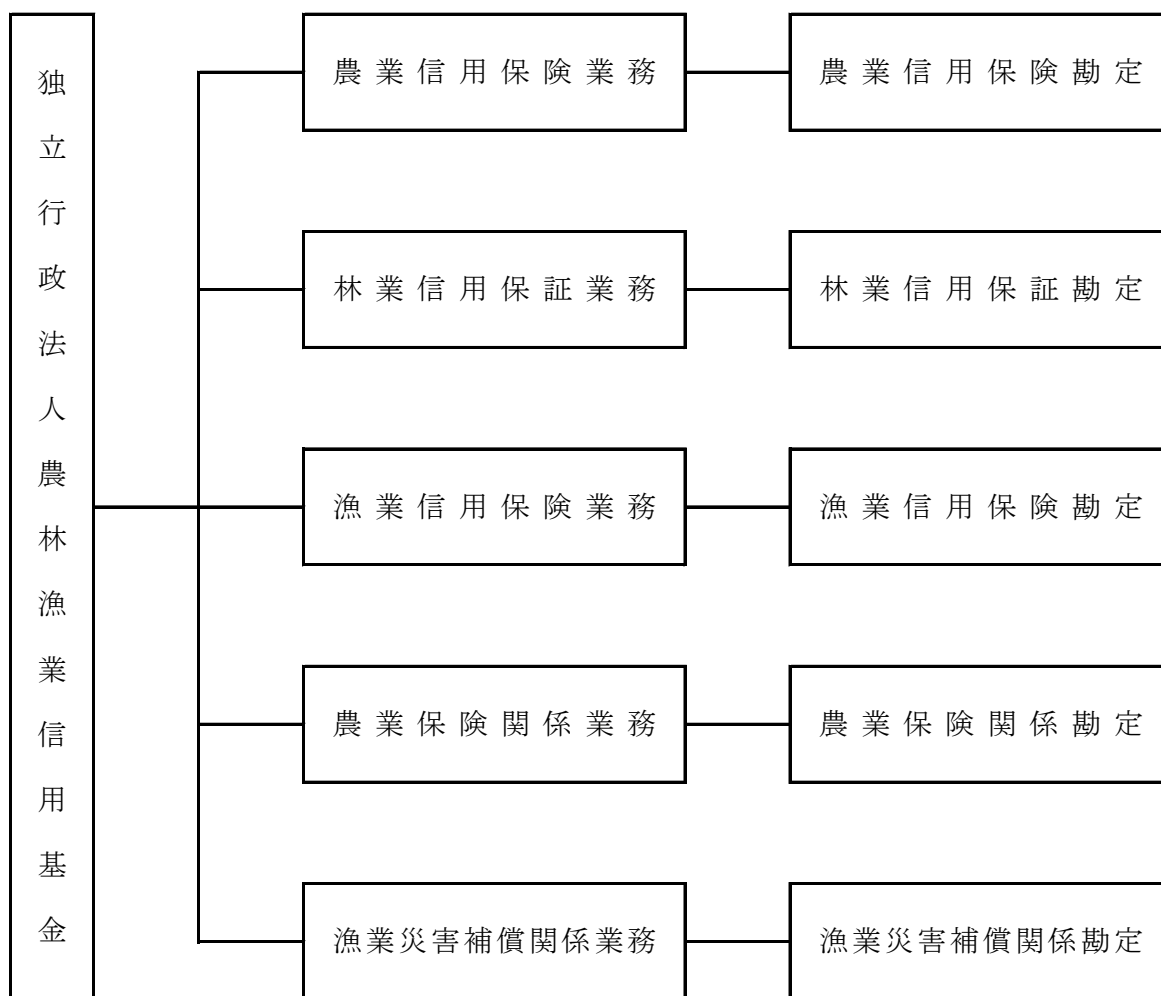 独立行政法人農林漁業信用基金
農業信用保険業務
農業信用保険勘定
林業信用保証業務
林業信用保証勘定
漁業信用保険業務
漁業信用保険勘定
農業保険関係業務
農業保険関係勘定
漁業災害補償関係業務
漁業災害補償関係勘定